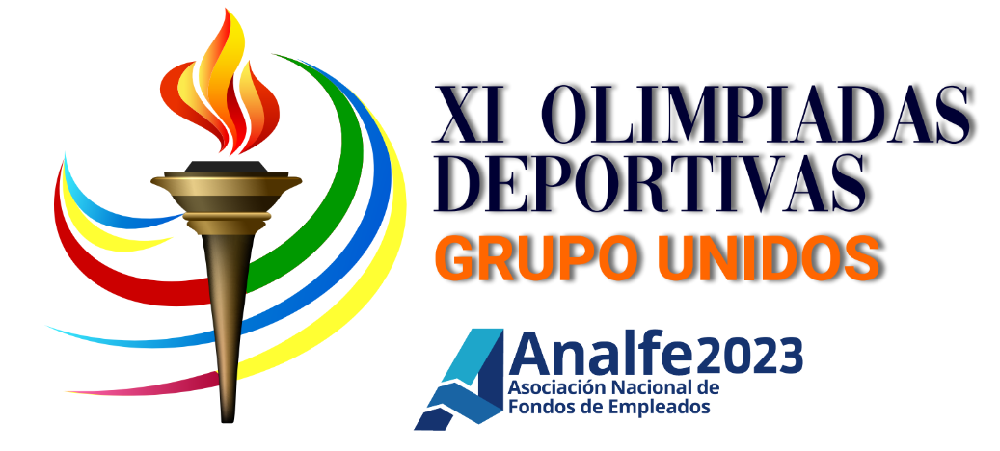 XI OLIMPIADAS
DEPORTIVAS
GRUPO UNIDOS
Analfe2023
Asociación Nacional de
Fondos de Empleados